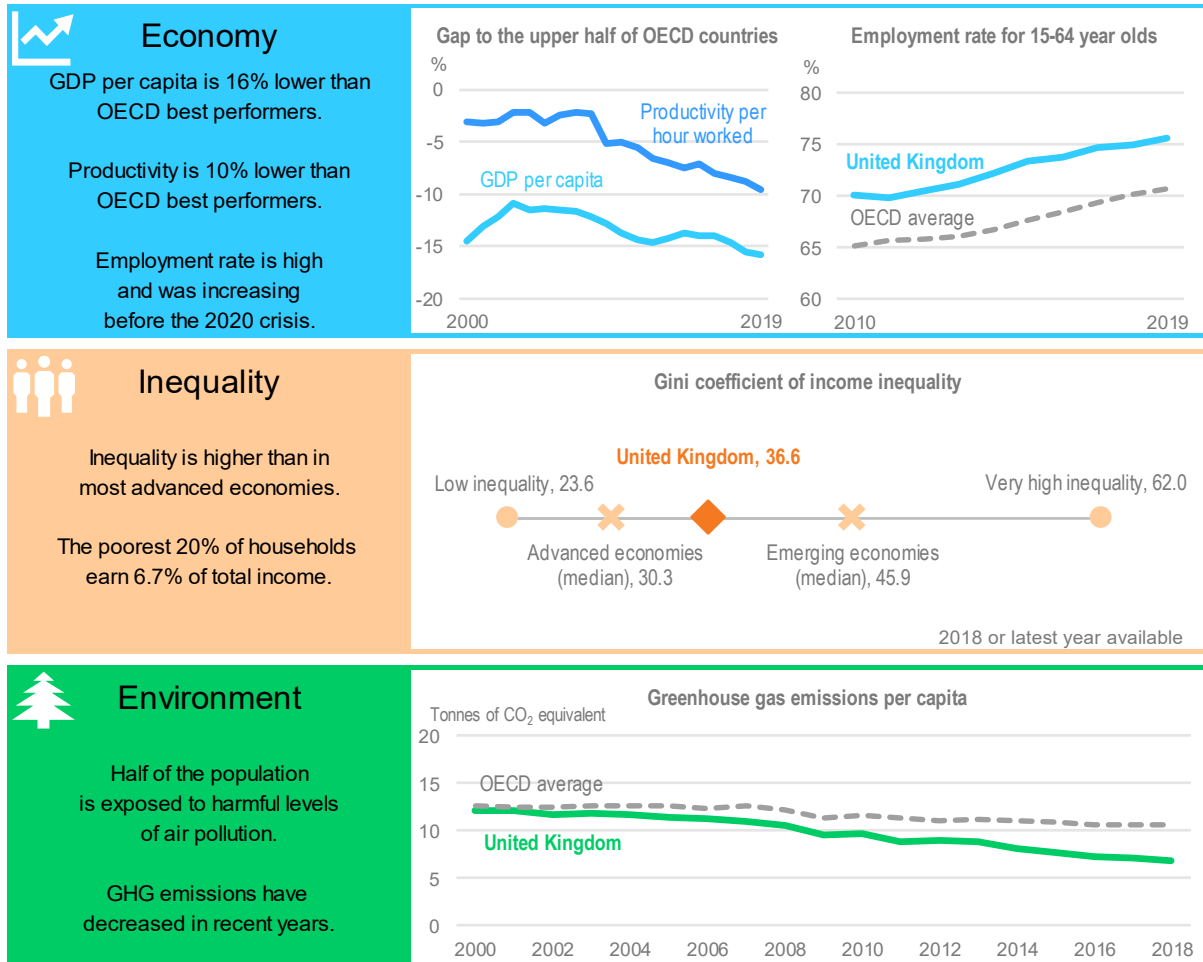 Economy
GDP per capita is 16% lower than
OECD best performers.
Productivity is 10% lower than
OECD best performers.
Employment rate is high
and was increasing
before the 2020 crisis.
Gap to the upper half of OECD countries
%
0
-5
-10
-15
-20
Productivity per
hour worked
GDP per capita
2000
2019
Employment rate for 15-64 year olds
%
80
75
70
65
60
United Kingdom
OECD average
2010
2019
Inequality
Inequality is higher than in
most advanced economies.
The poorest 20% of households
earn 6.7% of total income.
Gini coefficient of income inequality
United Kingdom, 36.6
Low inequality, 23.6
Very high inequality, 62.0
Advanced economies
(median), 30.3
Emerging economies
(median), 45.9
2018 or latest year available
Environment
Half of the population
is exposed to harmful levels
of air pollution.
GHG emissions have
decreased in recent years.
Greenhouse gas emissions per capita
Tonnes of CO₂ equivalent
20
15
10
5
0
OECD average
United Kingdom
2000 2002 2004 2006 2008 2010 2012 2014 2016 2018